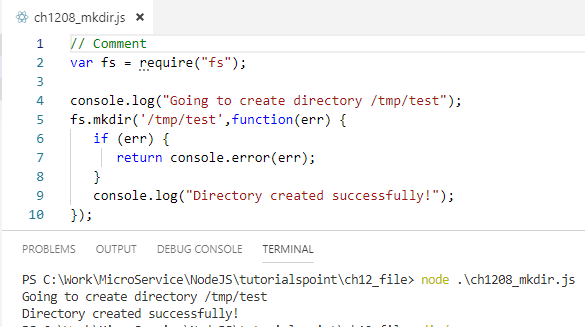 ch1208_mkdir.js ×
1 // Comment
2 var fs = require("fs");
3
4 console.log("Going to create directory /tmp/test");
5 fs.mkdir('/tmp/test',function(err) {
6 if (err) {
7 return console.error(err);
8 }
9 console.log("Directory created successfully!");
10 });
PROBLEMS OUTPUT DEBUG CONSOLE TERMINAL
PS C:\Work\MicroService\NodeJS\tutorialspoint\ch12_file> node .\ch1208_mkdir.js
Going to create directory /tmp/test
Directory created successfully!